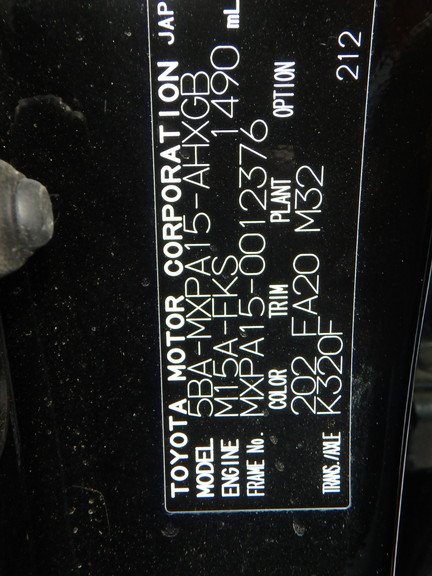 TOYOTA MOTOR CORPORATION JAP
MODEL 5BA-MXPA15-AHXGB
ENGINE M15A-FKS 1490 mL
FRAME No. MXPA15-0012376
COLOR TRIM PLANT OPTION
202 FA20 M32 212
TRANS./AXLE K320F